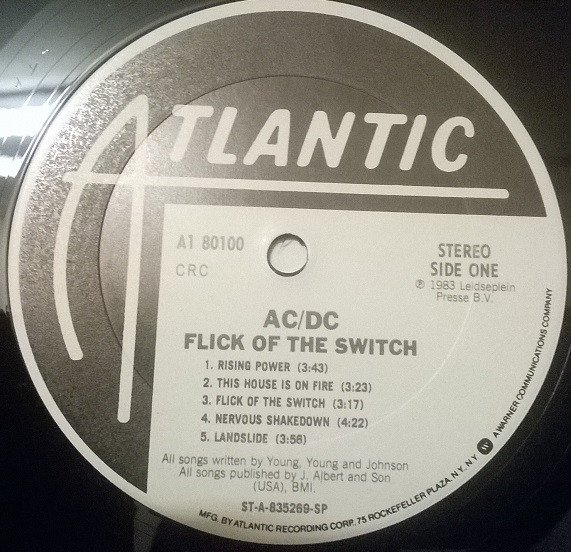 ATLANTIC
A1 80100
CRC
STEREO
SIDE ONE
℗ 1983 Leidseplein
Presse B.V.
AC/DC
FLICK OF THE SWITCH
1. RISING POWER (3:43)
2. THIS HOUSE IS ON FIRE (3:23)
3. FLICK OF THE SWITCH (3:17)
4. NERVOUS SHAKEDOWN (4:22)
5. LANDSLIDE (3:56)
All songs written by Young, Young and Johnson
All songs published by J. Albert and Son
(USA), BMI.
ST-A-835269-SP
MFG. BY ATLANTIC RECORDING CORP. 75 ROCKEFELLER PLAZA, N.Y. N.Y. W A WARNER COMMUNICATIONS COMPANY